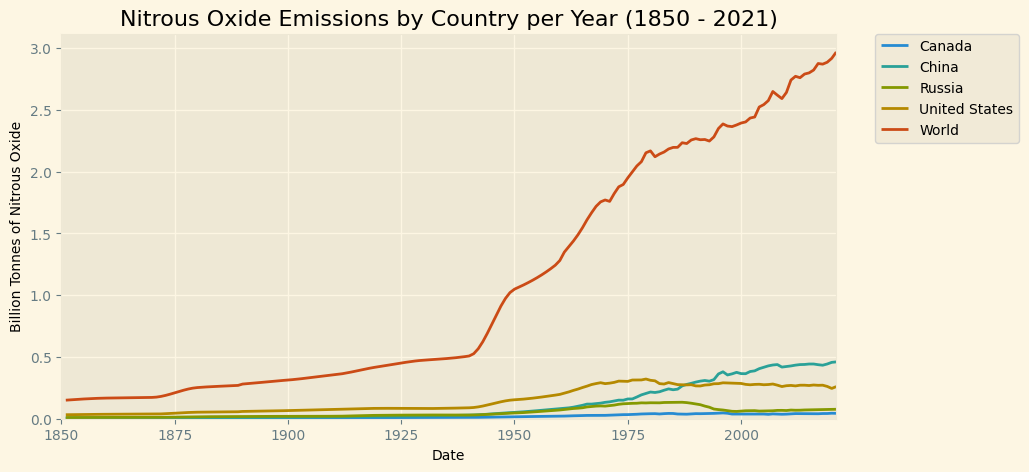 Nitrous Oxide Emissions by Country per Year (1850 - 2021)
Canada
China
Russia
United States
World
Billion Tonnes of Nitrous Oxide
3.0
2.5
2.0
1.5
1.0
0.5
0.0
1850
1875
1900
1925
1950
1975
2000
Date